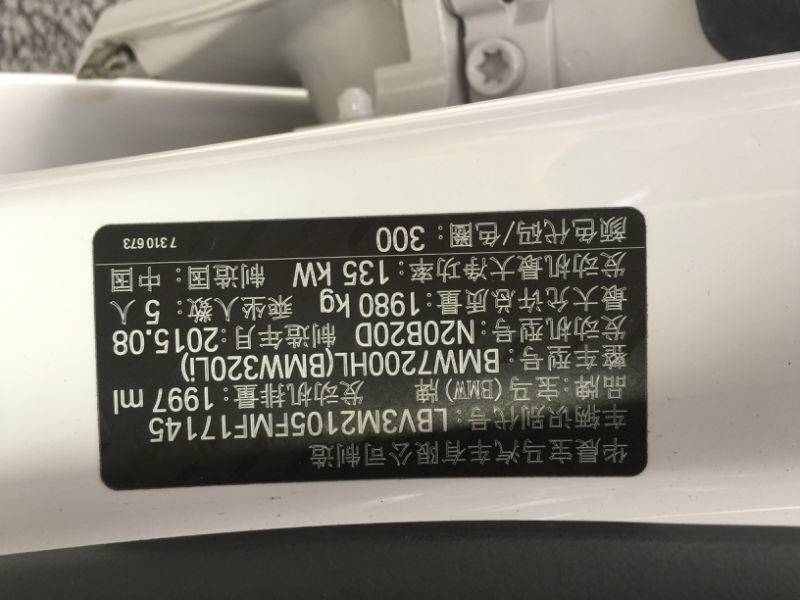 华晨宝马汽车有限公司制造
车辆识别代号：LBV3M2105FMF17145
品牌：宝马（BMW）牌 发动机排量：1997 ml
整车型号：BMW7200HL(BMW320Li)
发动机型号：N20B20D 制造年月：2015.08
最大允许总质量：1980 kg 乘坐人数：5 人
发动机最大净功率：135 kW 制造国：中国
颜色代码/色圈：300
7310673